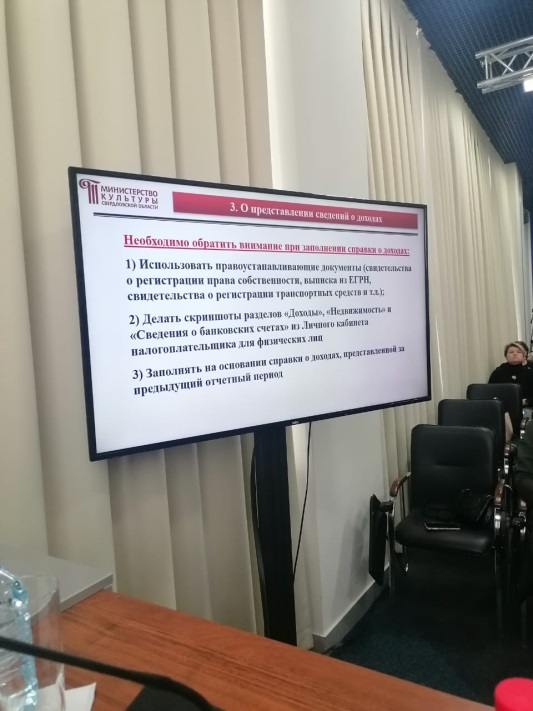 МИНИСТЕРСТВО
КУЛЬТУРЫ
СВЕРДЛОВСКОЙ ОБЛАСТИ
3. О представлении сведений о доходах
Необходимо обратить внимание при заполнении справки о доходах:
1) Использовать правоустанавливающие документы (свидетельства
о регистрации права собственности, выписка из ЕГРН,
свидетельства о регистрации транспортных средств и т.д.);
2) Делать скриншоты разделов «Доходы», «Недвижимость» и
«Сведения о банковских счетах» из Личного кабинета
налогоплательщика для физических лиц
3) Заполнять на основании справки о доходах, представленной за
предыдущий отчетный период